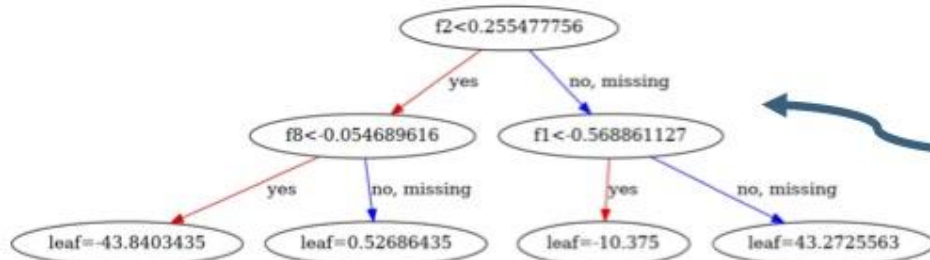 f2<0.255477756
yes
no, missing
f8<-0.054689616
f1<-0.568861127
yes
no, missing
yes
no, missing
leaf=-43.8403435
leaf=0.52686435
leaf=-10.375
leaf=43.2725563